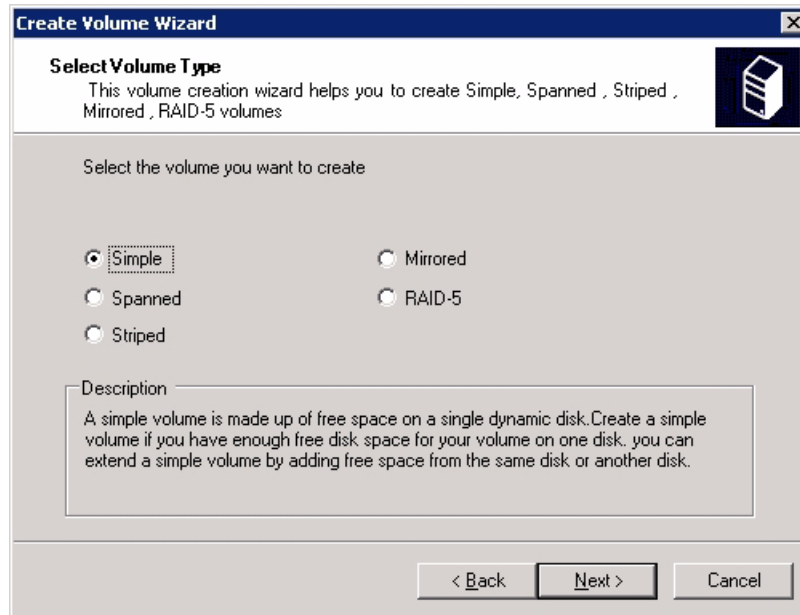 Create Volume Wizard
Select Volume Type
This volume creation wizard helps you to create Simple, Spanned , Striped ,
Mirrored , RAID-5 volumes
Select the volume you want to create
Simple
Mirrored
Spanned
RAID-5
Striped
Description
A simple volume is made up of free space on a single dynamic disk.Create a simple
volume if you have enough free disk space for your volume on one disk. you can
extend a simple volume by adding free space from the same disk or another disk.
< Back
Next >
Cancel